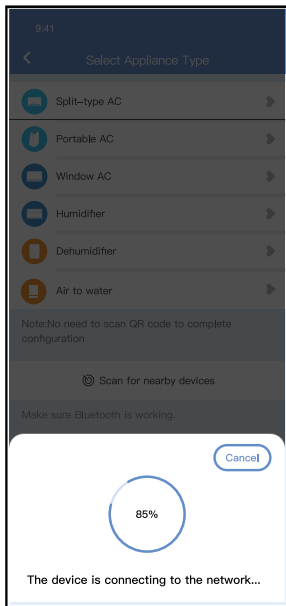 9:41
Select Appliance Type
Split-type AC
Portable AC
Window AC
Humidifier
Dehumidifier
Air to water
Note:No need to scan QR code to complete
configuration
Scan for nearby devices
Make sure Bluetooth is working.
Cancel
85%
The device is connecting to the network...